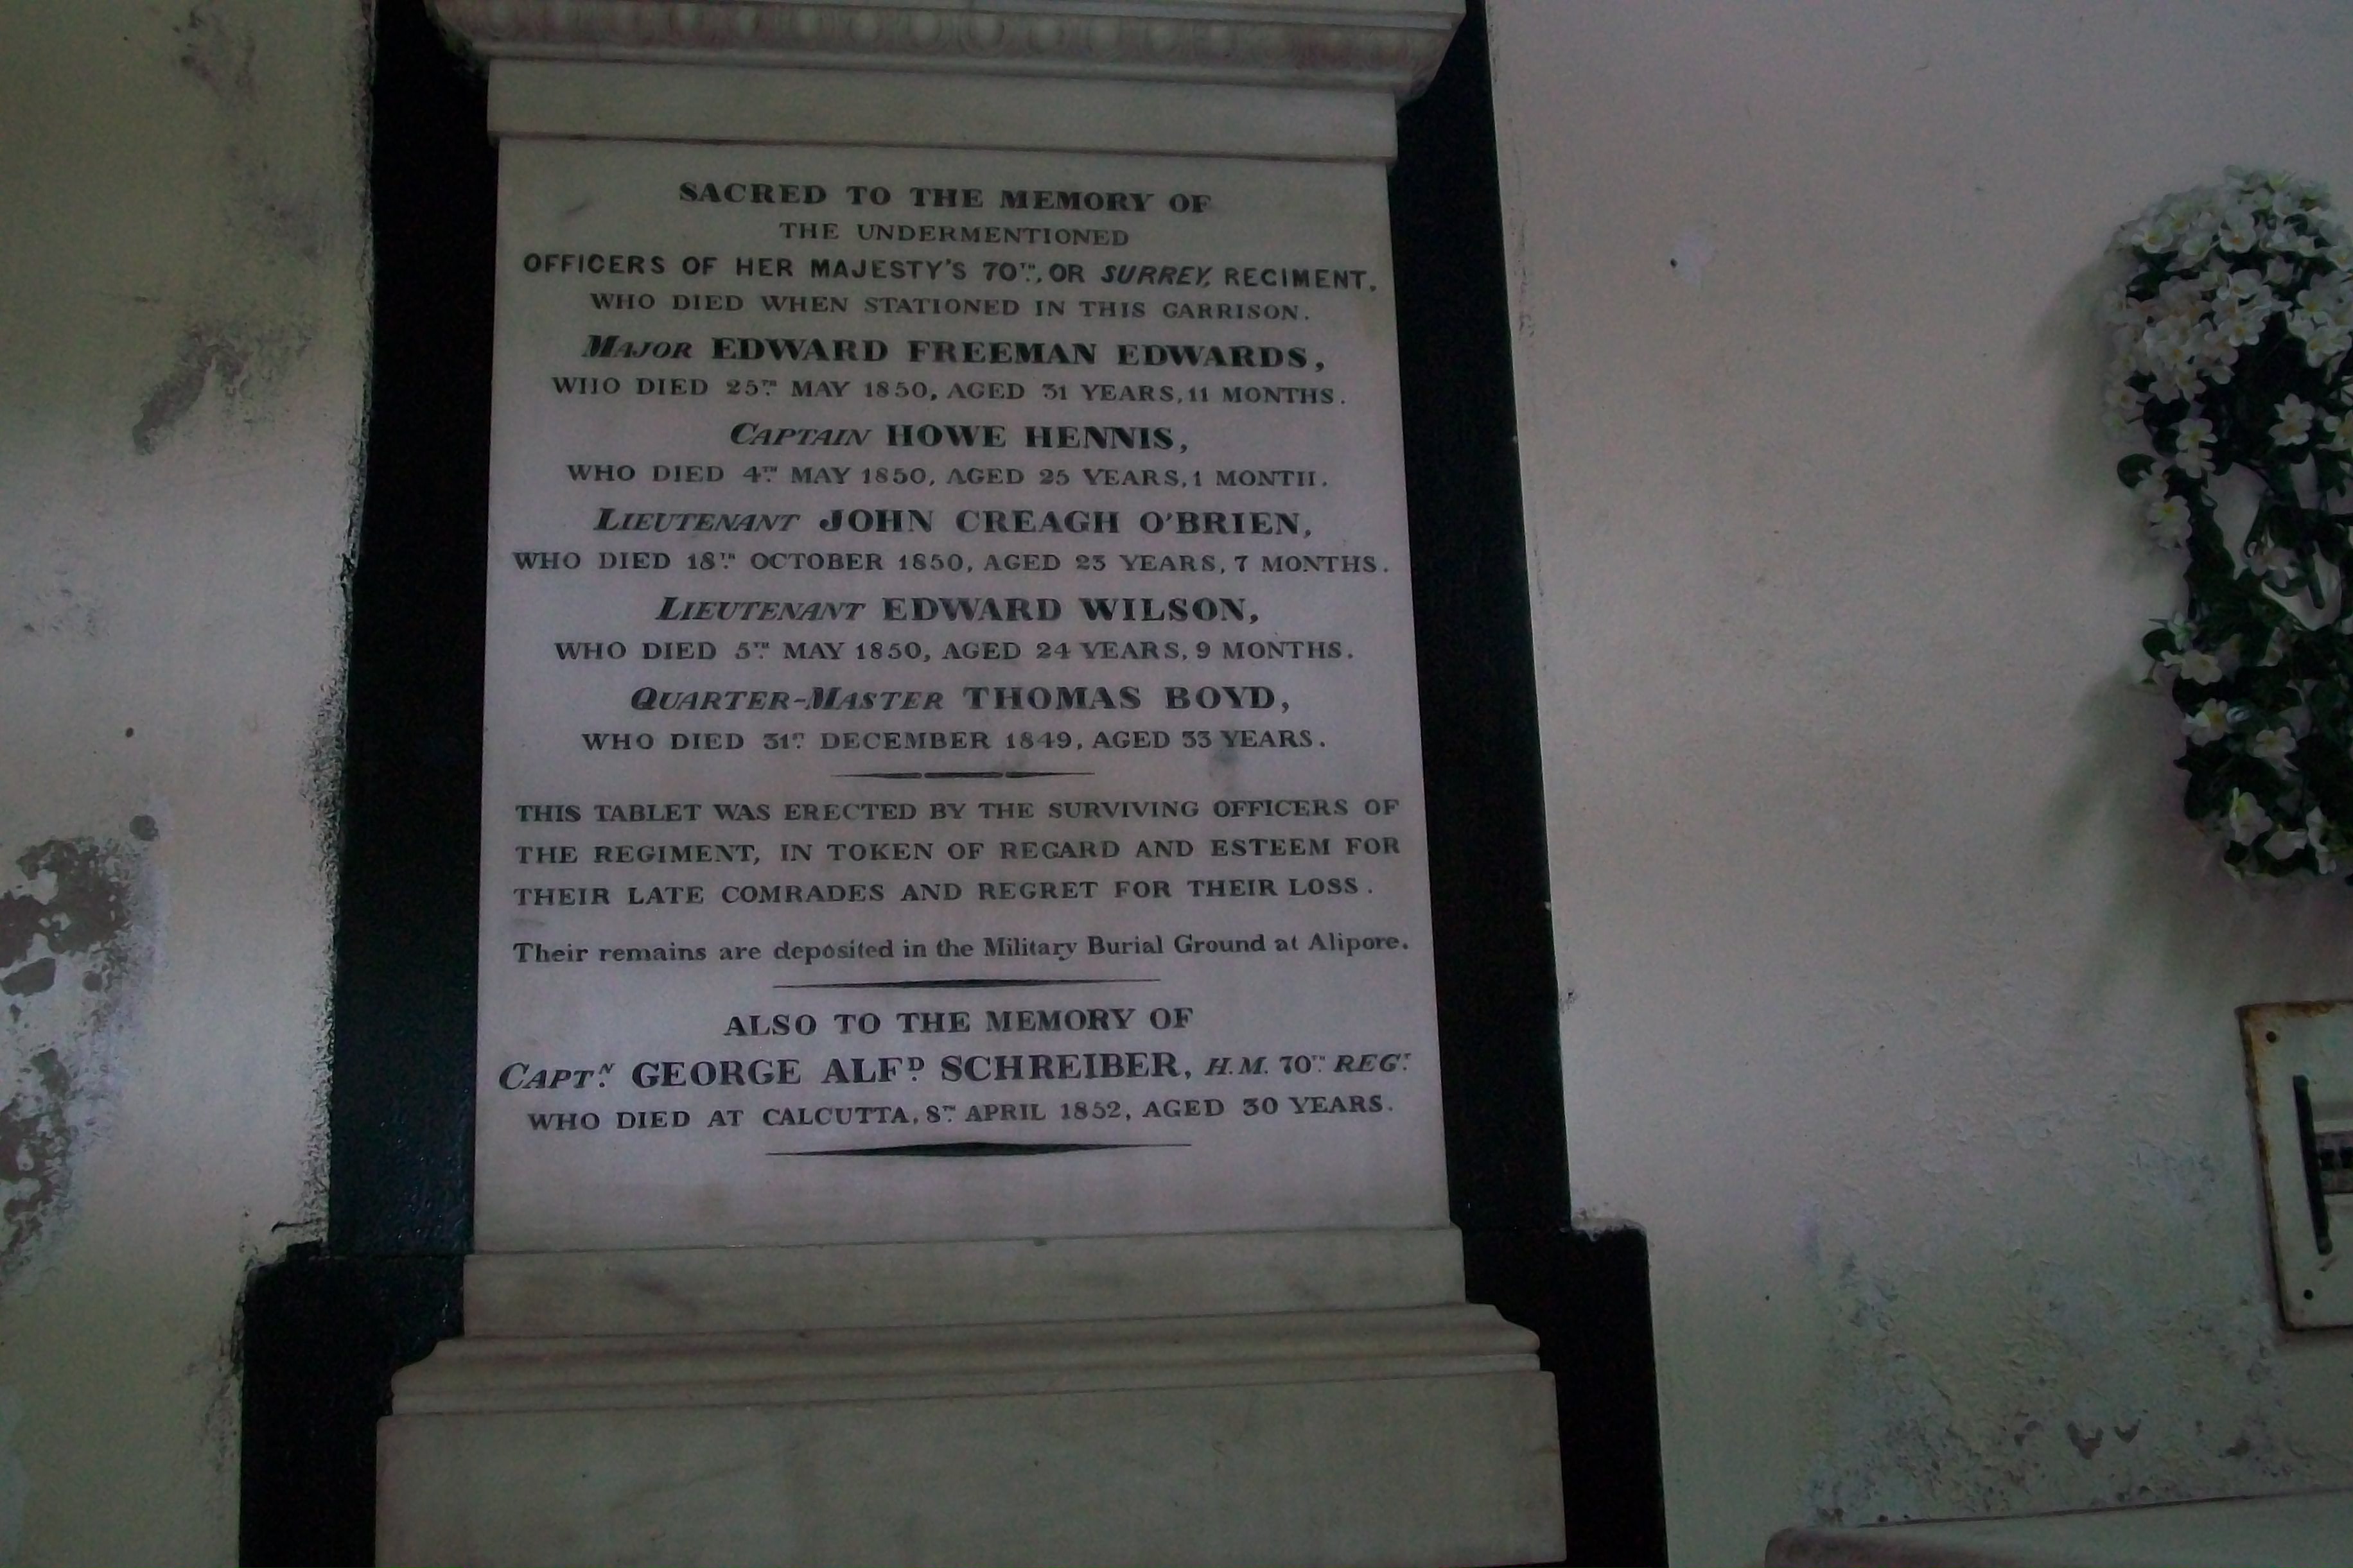 SACRED TO THE MEMORY OF
THE UNDERMENTIONED
OFFICERS OF HER MAJESTY'S 70TH, OR SURREY, REGIMENT,
WHO DIED WHEN STATIONED IN THIS GARRISON.
MAJOR EDWARD FREEMAN EDWARDS,
WHO DIED 25TH MAY 1850, AGED 31 YEARS, 11 MONTHS.
CAPTAIN HOWE HENNIS,
WHO DIED 4TH MAY 1850, AGED 25 YEARS, 1 MONTH.
LIEUTENANT JOHN CREAGH O'BRIEN,
WHO DIED 18TH OCTOBER 1850, AGED 23 YEARS, 7 MONTHS.
LIEUTENANT EDWARD WILSON,
WHO DIED 5TH MAY 1850, AGED 24 YEARS, 9 MONTHS.
QUARTER-MASTER THOMAS BOYD,
WHO DIED 31ST DECEMBER 1849, AGED 33 YEARS.
THIS TABLET WAS ERECTED BY THE SURVIVING OFFICERS OF
THE REGIMENT, IN TOKEN OF REGARD AND ESTEEM FOR
THEIR LATE COMRADES AND REGRET FOR THEIR LOSS.
Their remains are deposited in the Military Burial Ground at Alipore.
ALSO TO THE MEMORY OF
CAPTN. GEORGE ALFD. SCHREIBER, H.M. 70TH REGT.
WHO DIED AT CALCUTTA, 8TH APRIL 1852, AGED 30 YEARS.